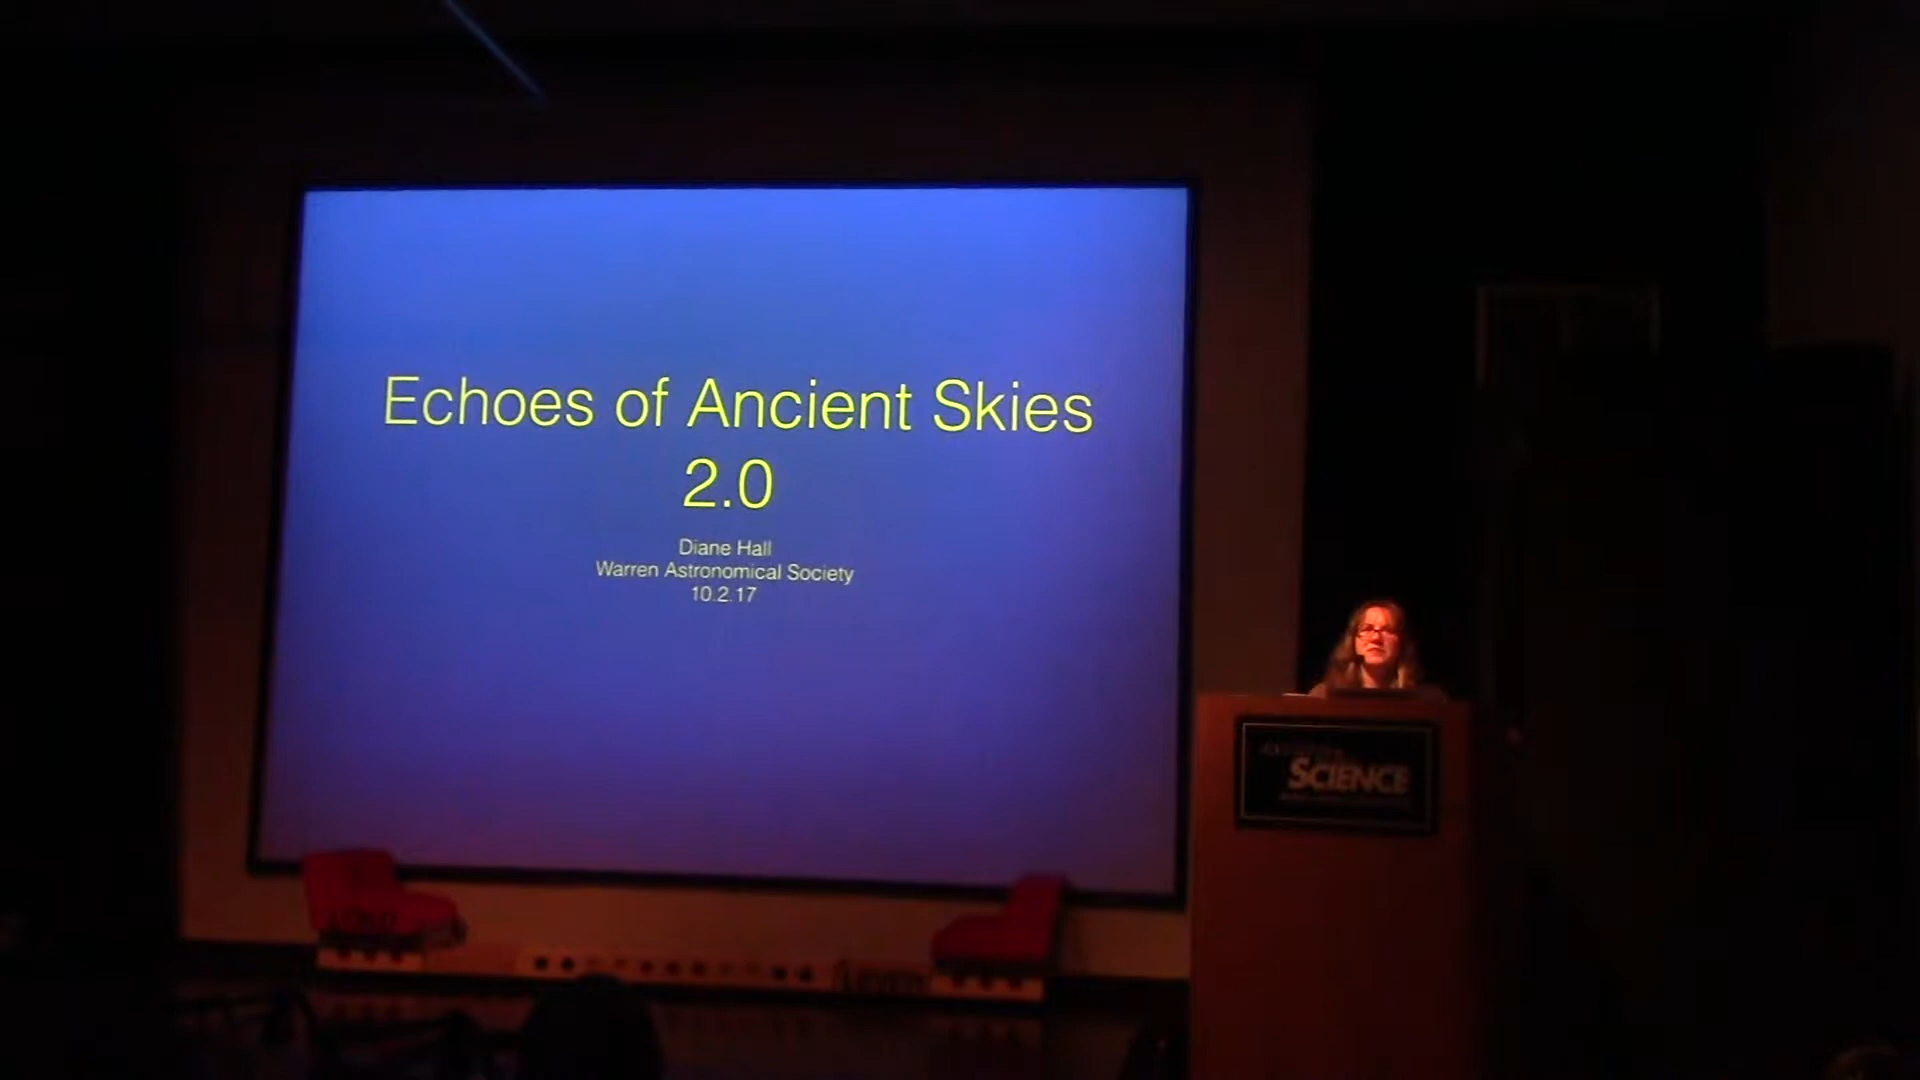 Echoes of Ancient Skies
2.0
Diane Hall
Warren Astronomical Society
10.2.17
SCIENCE